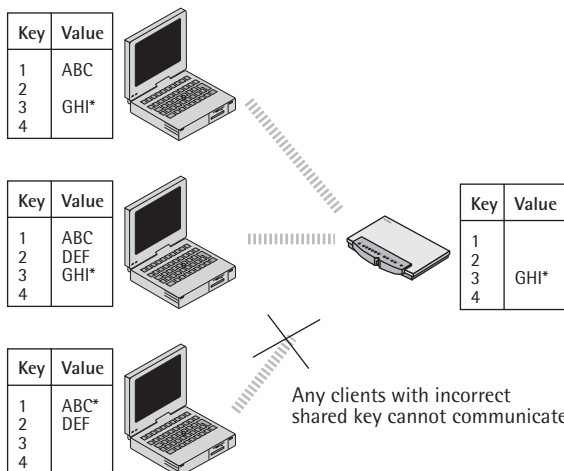 Key Value
1 ABC
2
3 GHI*
4
Key Value
1 ABC
2 DEF
3 GHI*
4
Key Value
1
2
3 GHI*
4
Key Value
1 ABC*
2 DEF
3
4
Any clients with incorrect
shared key cannot communicate